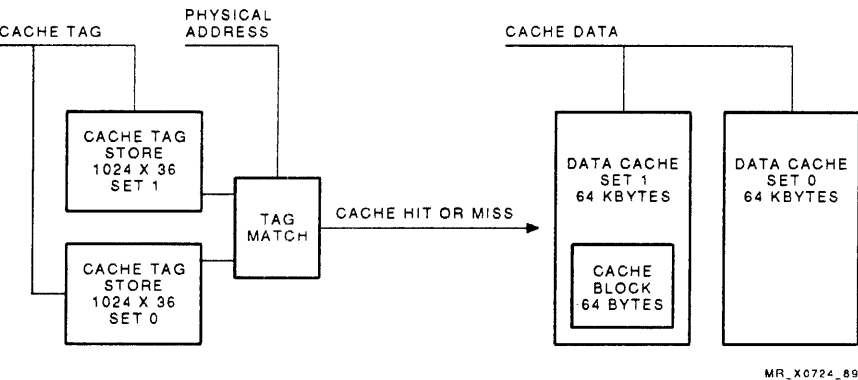 CACHE TAG
PHYSICAL
ADDRESS
CACHE DATA
CACHE TAG
STORE
1024 X 36
SET 1
TAG
MATCH
CACHE HIT OR MISS
CACHE TAG
STORE
1024 X 36
SET 0
DATA CACHE
SET 1
64 KBYTES
CACHE
BLOCK
64 BYTES
DATA CACHE
SET 0
64 KBYTES
MR_X0724_89